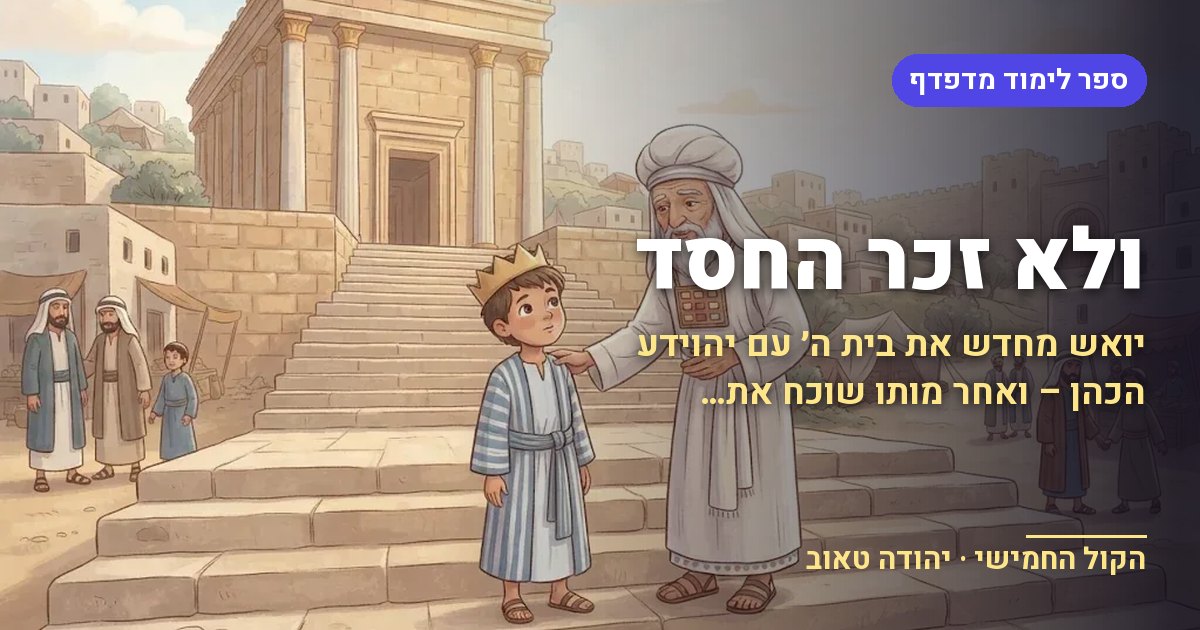 ספר לימוד מדפדף
ולא זכר החסד
יואש מחדש את בית ה׳ עם יהוידע
הכהן – ואחר מותו שוכח את...
הקול החמישי · יהודה טאוב